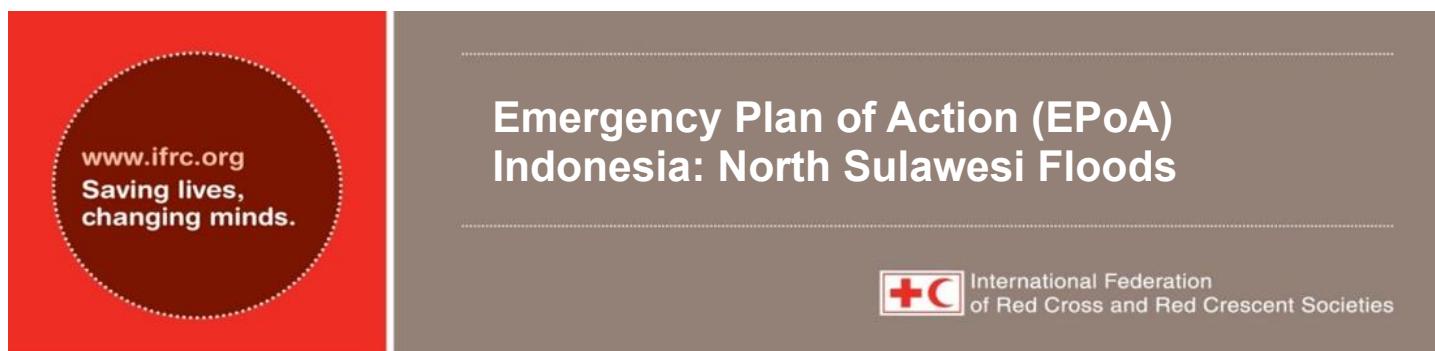 www.ifrc.org
Saving lives,
changing minds.
Emergency Plan of Action (EPoA)
Indonesia: North Sulawesi Floods
International Federation
of Red Cross and Red Crescent Societies